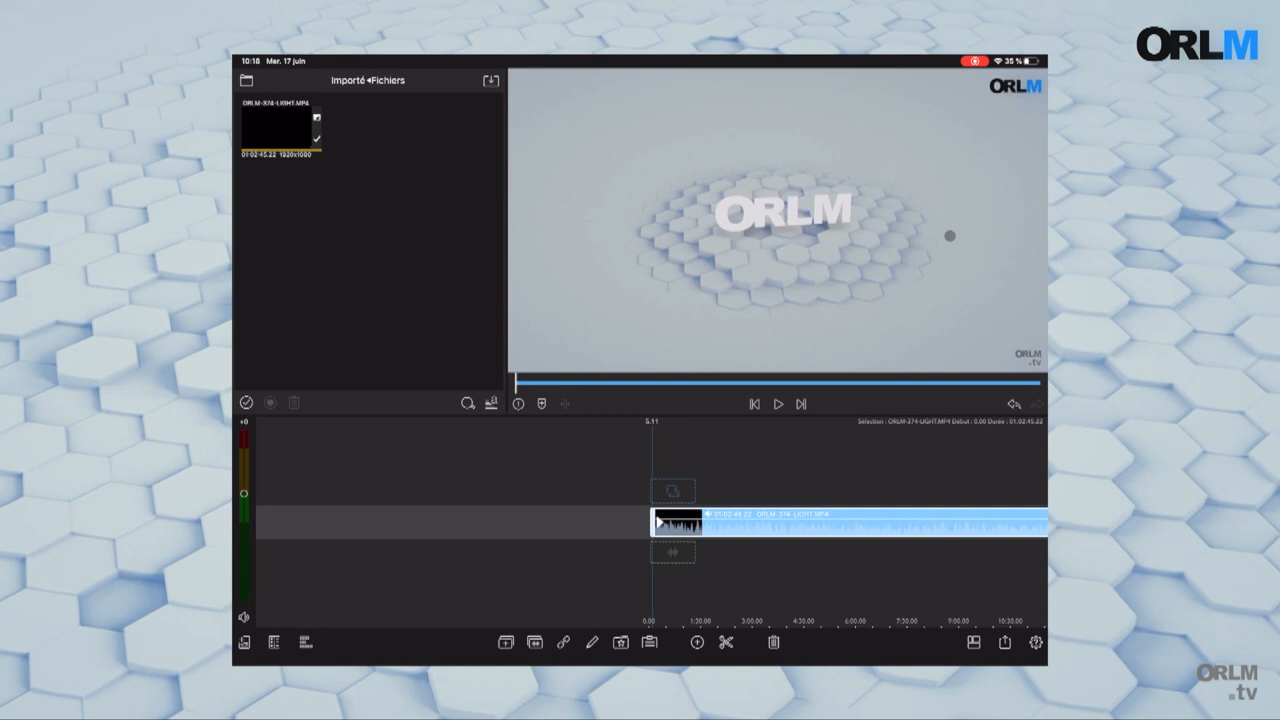 ORLM
10:18 Mer. 17 juin
35 %
Importé◂Fichiers
ORLM-374-LIGHT.MP4
01:02:45.22 1920x1080
ORLM
ORLM
ORLM
.tv
+0
5.11
Sélection : ORLM-374-LIGHT.MP4 Début : 0.00 Durée : 01:02:45.22
01:02:45.22 ORLM-374-LIGHT.MP4
0.00 1:30.00 3:00.00 4:30.00 6:00.00 7:30.00 9:00.00 10:30.00
ORLM
.tv